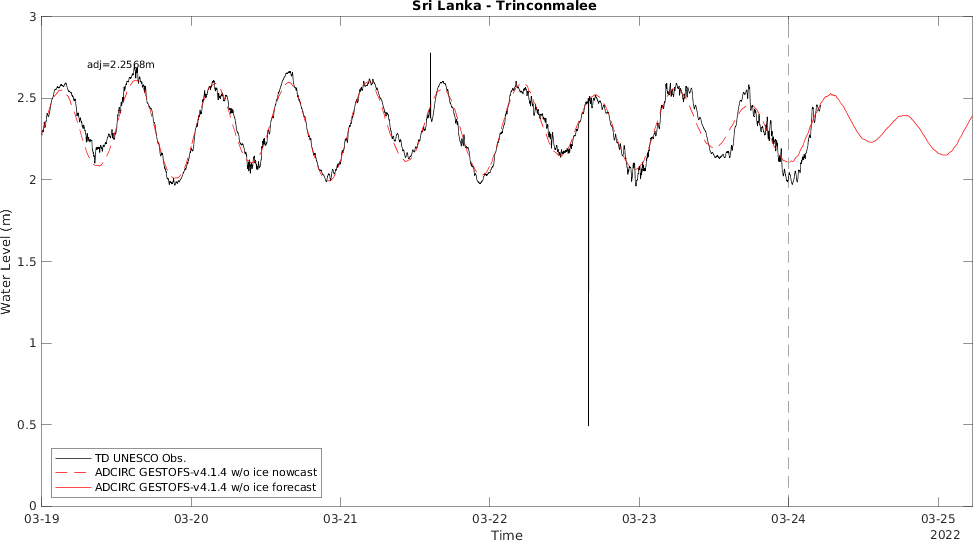 Sri Lanka - Trinconmalee
adj=2.2568m
3
2.5
2
1.5
1
0.5
0
Water Level (m)
TD UNESCO Obs.
ADCIRC GESTOFS-v4.1.4 w/o ice nowcast
ADCIRC GESTOFS-v4.1.4 w/o ice forecast
03-19 03-20 03-21 03-22 03-23 03-24 03-25
Time
2022